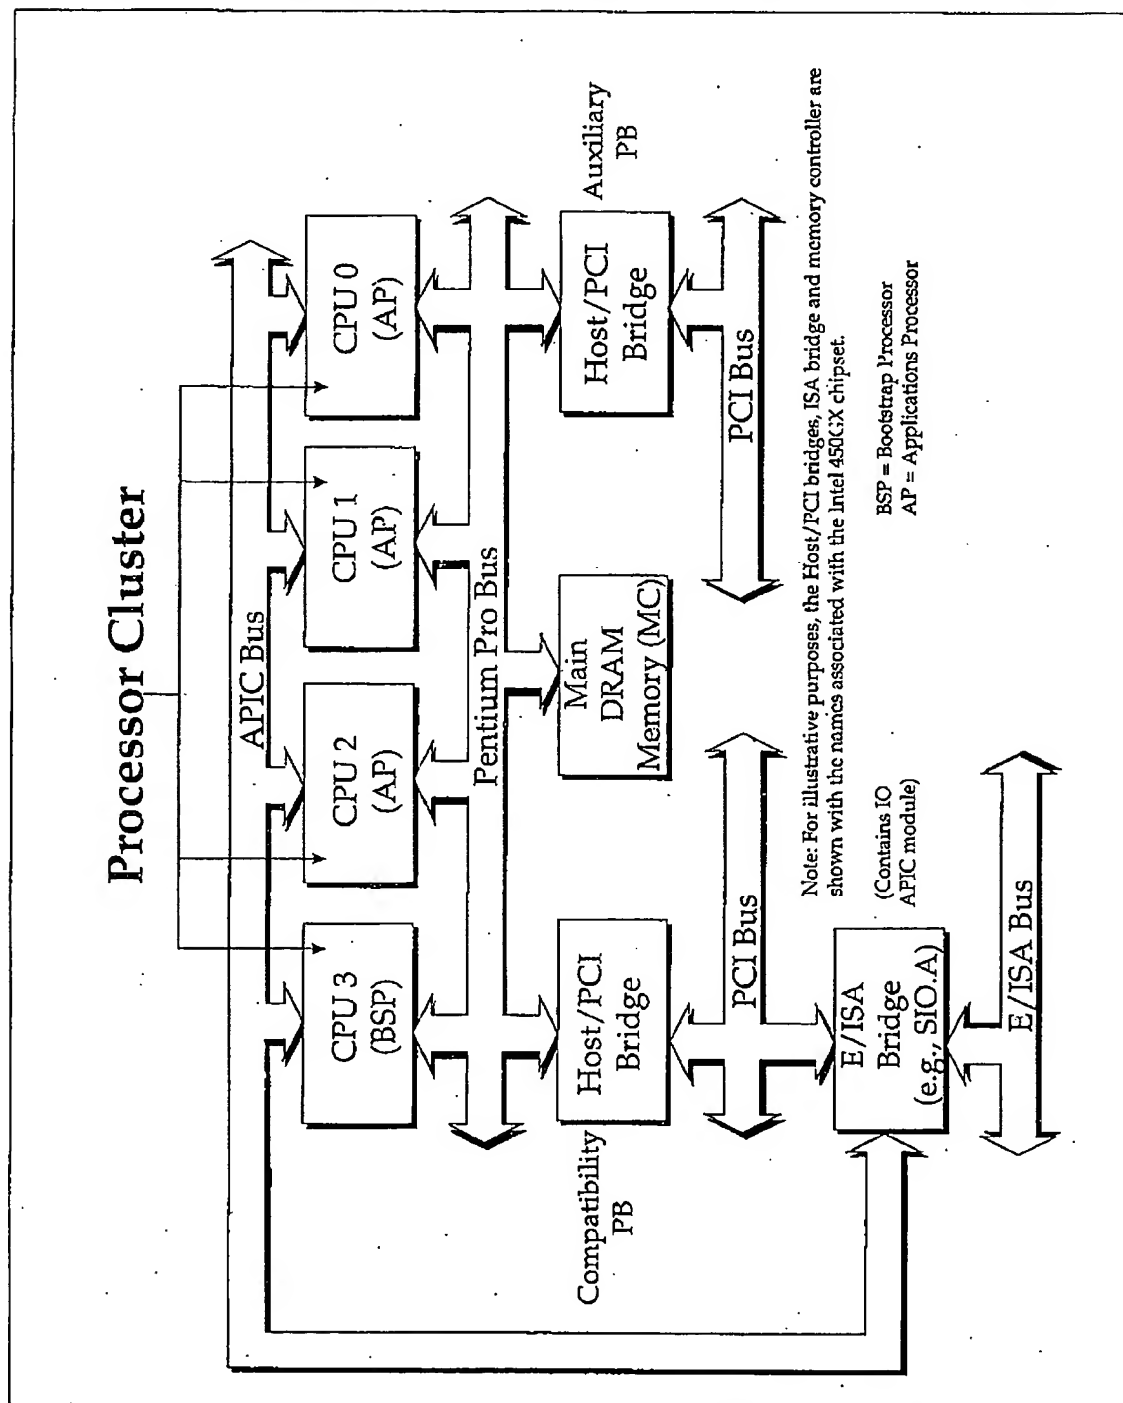 Processor Cluster
APIC Bus
CPU 3
(BSP)
CPU 2
(AP)
CPU 1
(AP)
CPU 0
(AP)
Pentium Pro Bus
Compatibility
PB
Host/PCI
Bridge
Main
DRAM
Memory (MC)
Host/PCI
Bridge
Auxiliary
PB
PCI Bus
PCI Bus
Note: For illustrative purposes, the Host/PCI bridges, ISA bridge and memory controller are
shown with the names associated with the Intel 450GX chipset.
E/ISA
Bridge
(e.g., SIO.A)
(Contains IO
APIC module)
BSP = Bootstrap Processor
AP = Applications Processor
E/ISA Bus